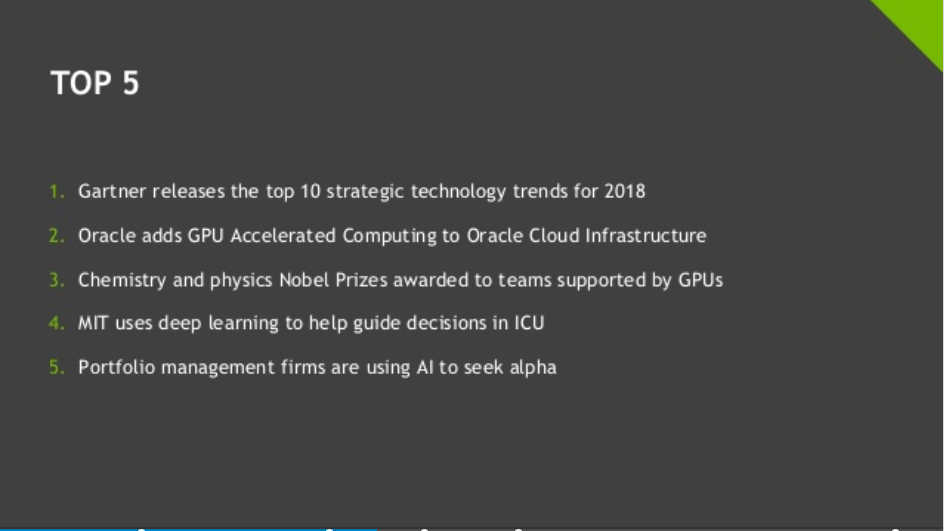 TOP 5
1. Gartner releases the top 10 strategic technology trends for 2018
2. Oracle adds GPU Accelerated Computing to Oracle Cloud Infrastructure
3. Chemistry and physics Nobel Prizes awarded to teams supported by GPUs
4. MIT uses deep learning to help guide decisions in ICU
5. Portfolio management firms are using AI to seek alpha